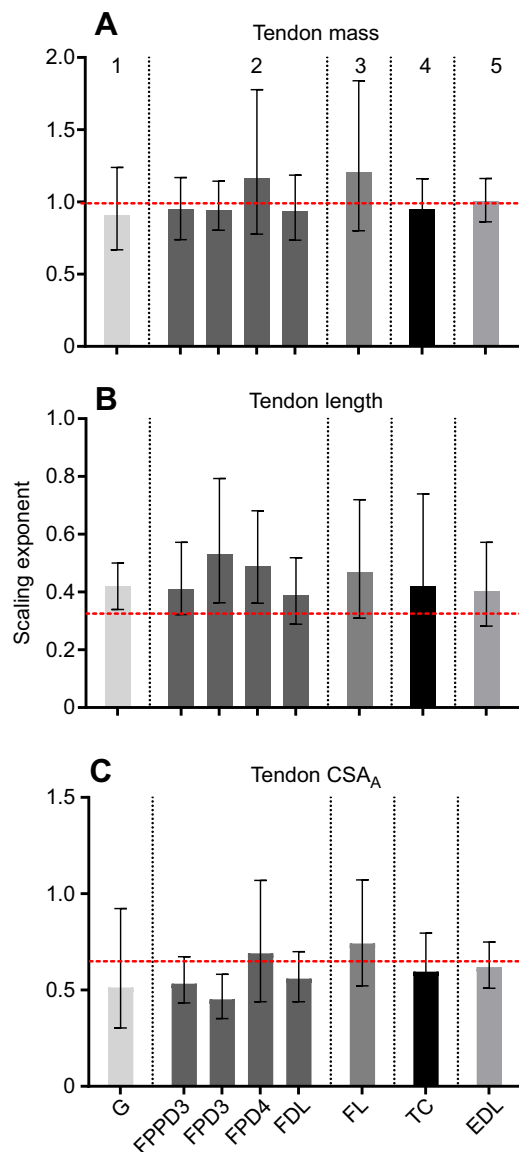 A
Tendon mass
2.0
1 2 3 4 5
1.5
1.0
0.5
0
B
Tendon length
1.0
0.8
0.6
0.4
0.2
0
Scaling exponent
C
Tendon CSA_A
1.5
1.0
0.5
0
G FPPD3 FPD3 FPD4 FDL FL TC EDL